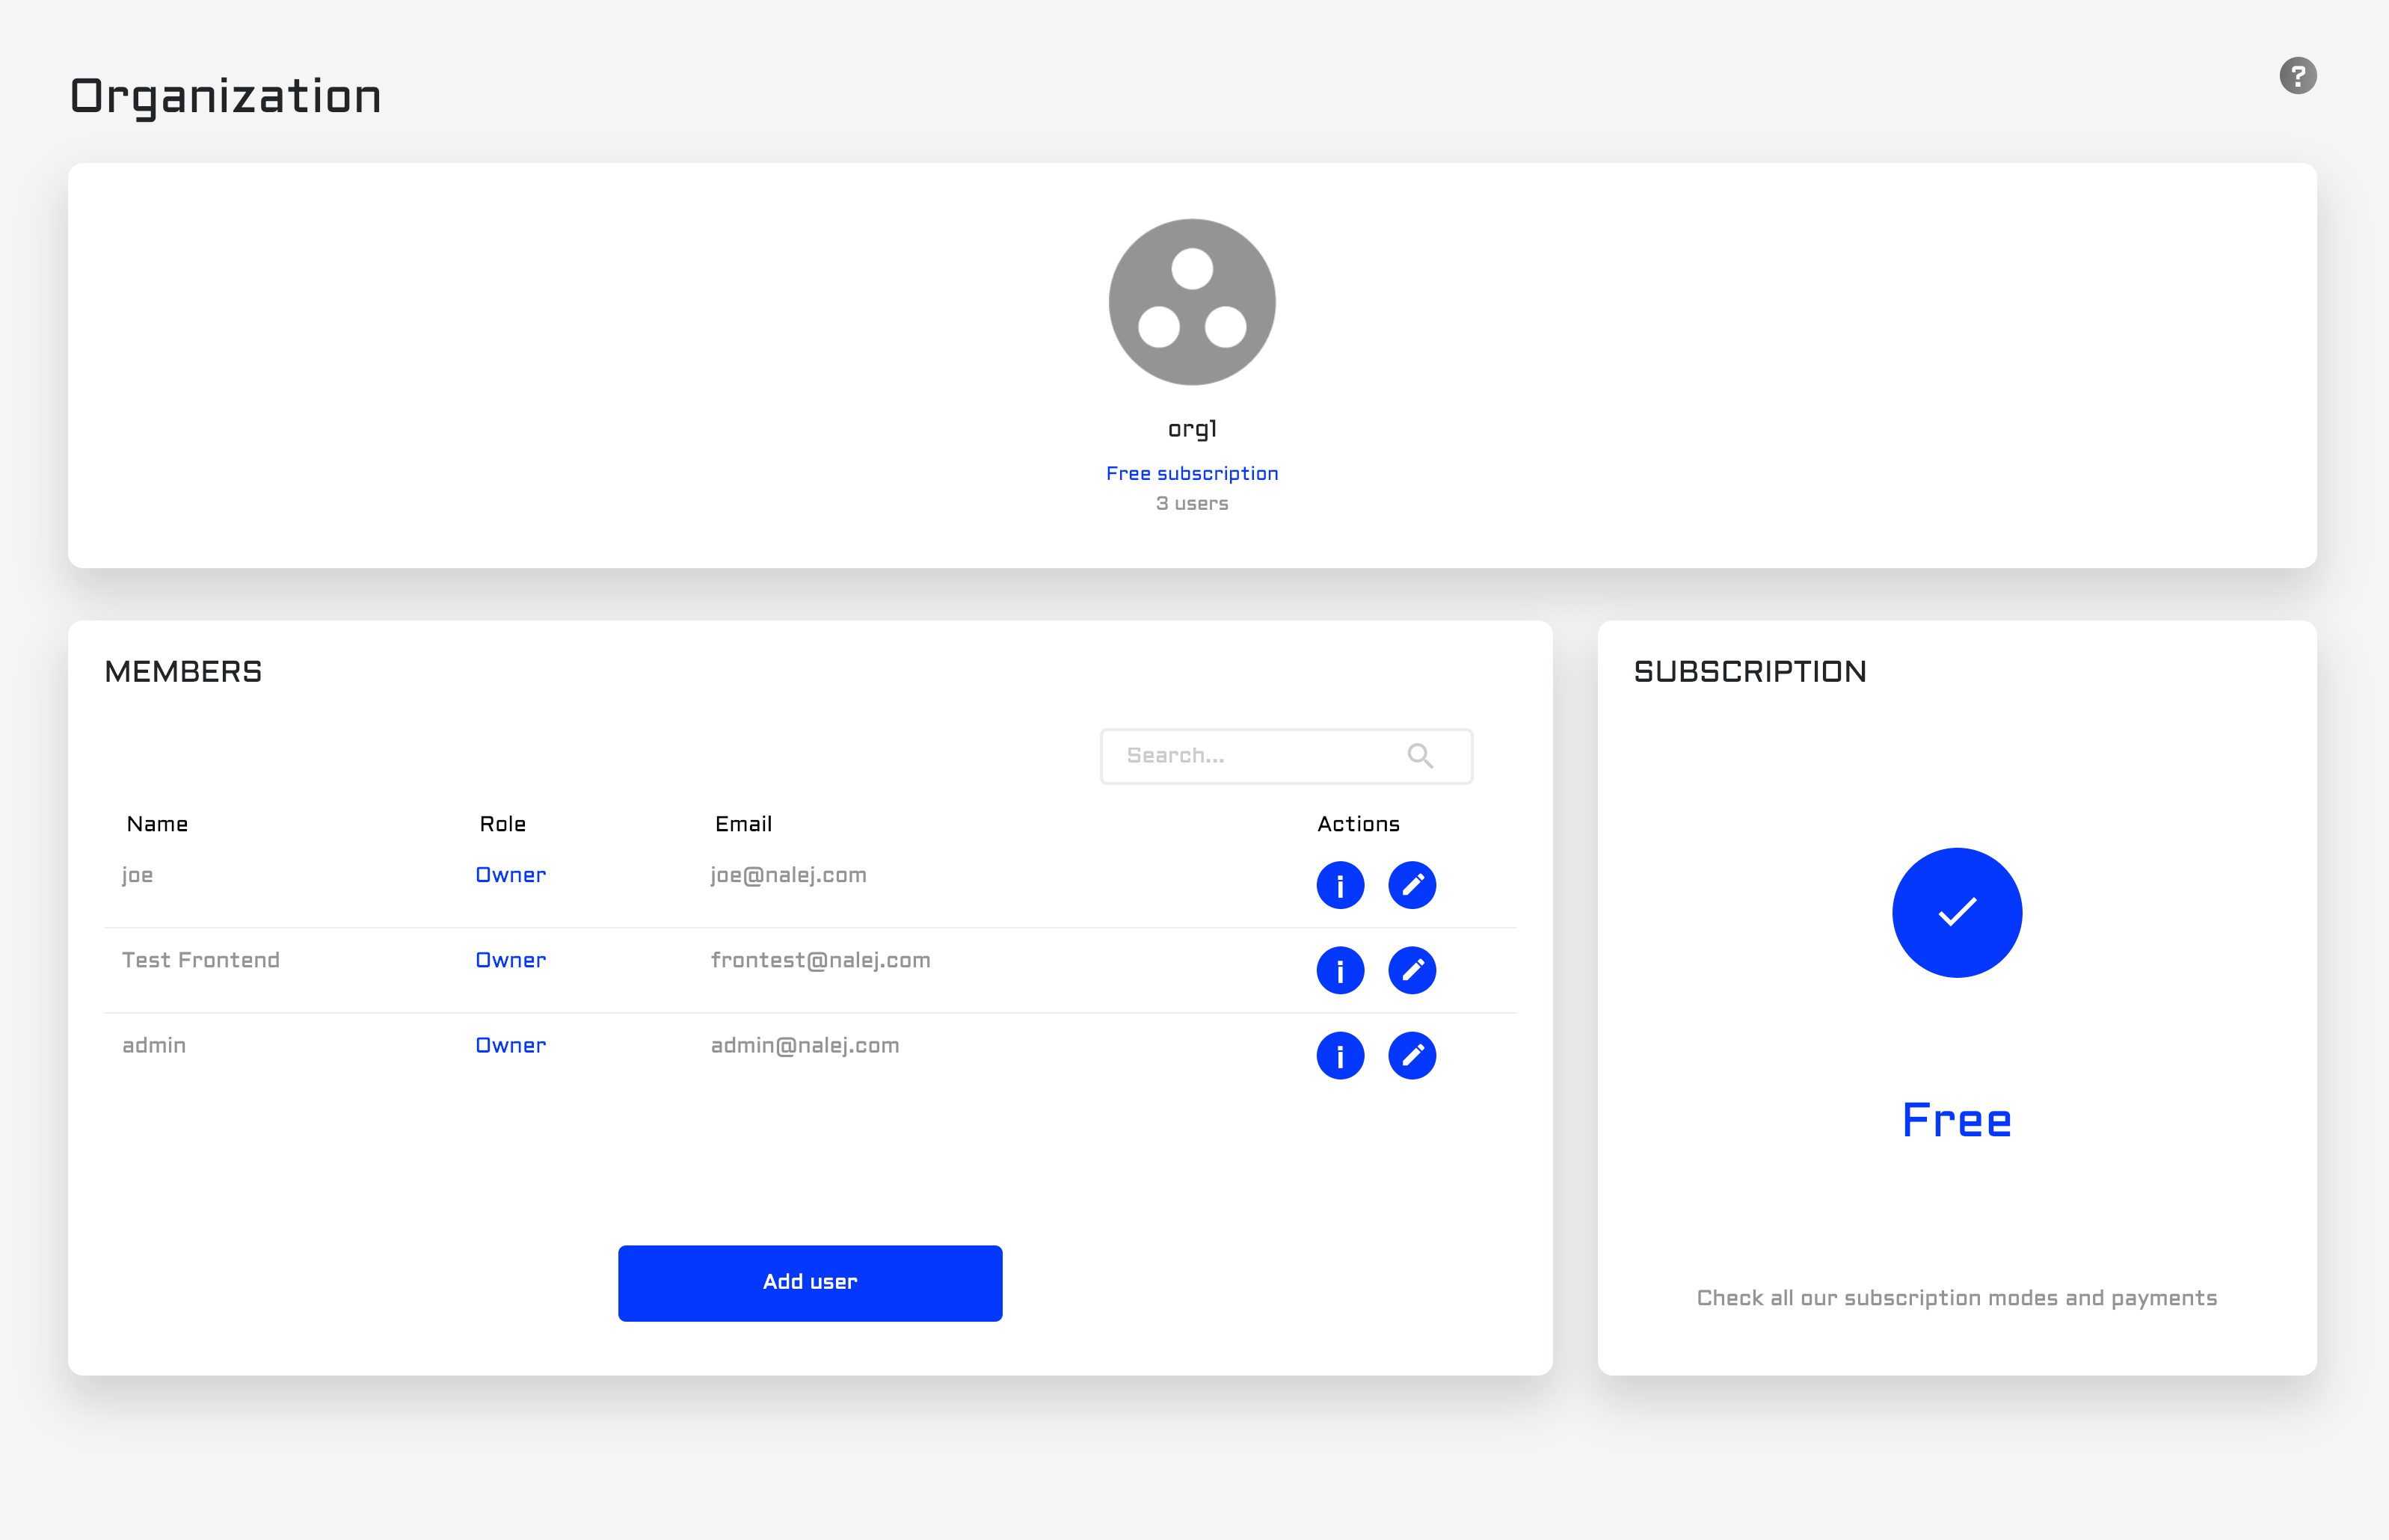 Organization
?
org1
Free subscription
3 users
MEMBERS
Search...
Name Role Email Actions
joe Owner joe@nalej.com i
Test Frontend Owner frontest@nalej.com i
admin Owner admin@nalej.com i
Add user
SUBSCRIPTION
Free
Check all our subscription modes and payments